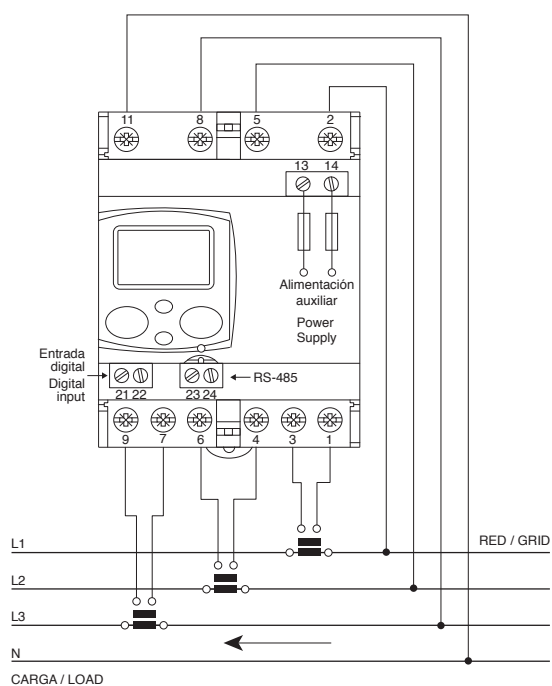 11 8 5 2
13 14
Alimentación
auxiliar
Power
Supply
Entrada
digital
Digital
input
RS-485
21 22 23 24
9 7 6 4 3 1
L1 RED / GRID
L2
L3
N
CARGA / LOAD